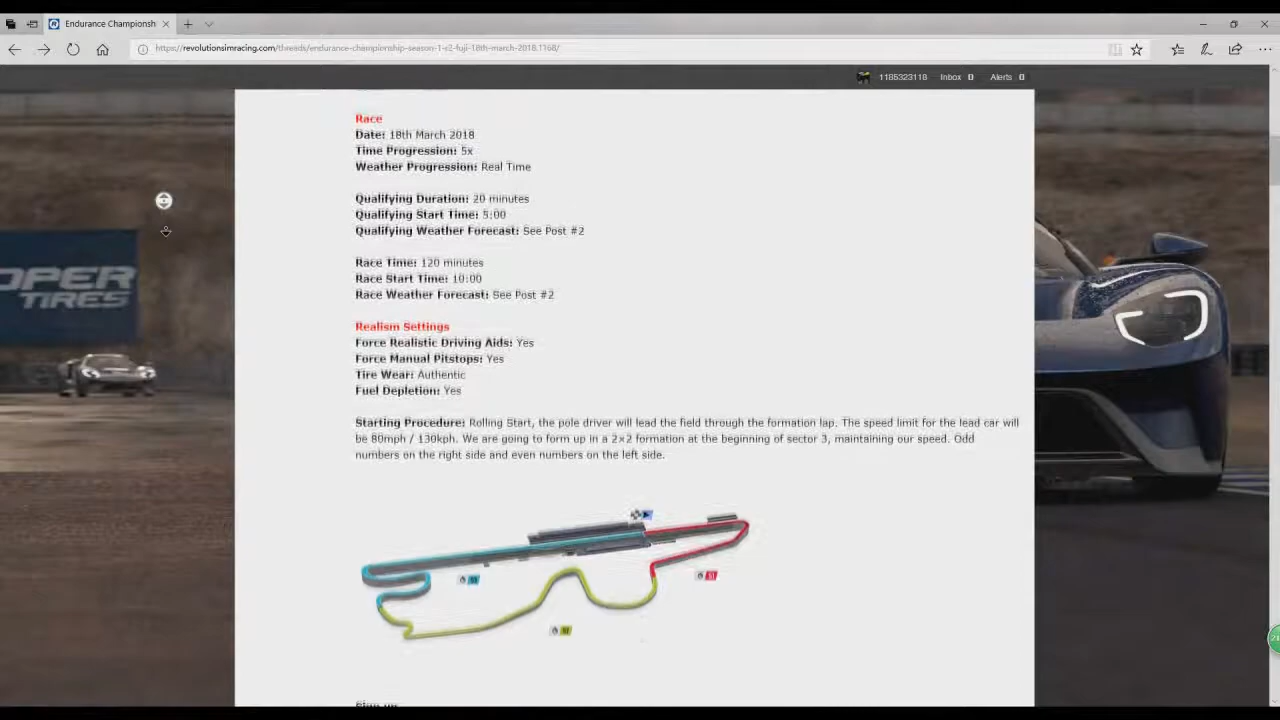 Endurance Championsh
https://revolutionsimracing.com/threads/endurance-championship-season-1-r2-fuji-18th-march-2018.1168/
1185323118 Inbox 0 Alerts 0
Race
Date: 18th March 2018
Time Progression: 5x
Weather Progression: Real Time
Qualifying Duration: 20 minutes
Qualifying Start Time: 5:00
Qualifying Weather Forecast: See Post #2
Race Time: 120 minutes
Race Start Time: 10:00
Race Weather Forecast: See Post #2
Realism Settings
Force Realistic Driving Aids: Yes
Force Manual Pitstops: Yes
Tire Wear: Authentic
Fuel Depletion: Yes
Starting Procedure: Rolling Start, the pole driver will lead the field through the formation lap. The speed limit for the lead car will
be 80mph / 130kph. We are going to form up in a 2×2 formation at the beginning of sector 3, maintaining our speed. Odd
numbers on the right side and even numbers on the left side.
OPER
TIRES
Sign up